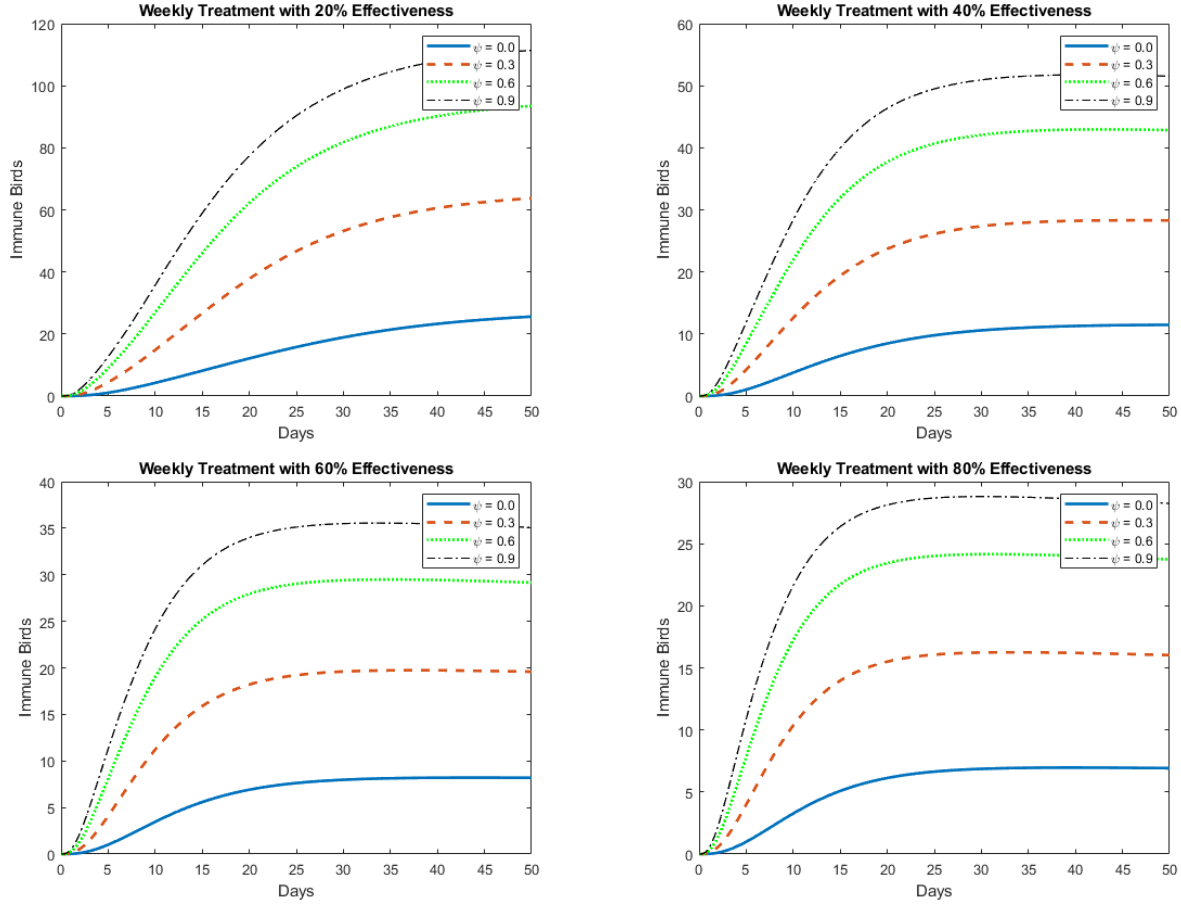 Weekly Treatment with 20% Effectiveness
120
100
80
60
40
20
0
Immune Birds
ψ = 0.0
ψ = 0.3
ψ = 0.6
ψ = 0.9
0 5 10 15 20 25 30 35 40 45 50
Days
Weekly Treatment with 40% Effectiveness
60
50
40
30
20
10
0
Immune Birds
ψ = 0.0
ψ = 0.3
ψ = 0.6
ψ = 0.9
0 5 10 15 20 25 30 35 40 45 50
Days
Weekly Treatment with 60% Effectiveness
40
35
30
25
20
15
10
5
0
Immune Birds
ψ = 0.0
ψ = 0.3
ψ = 0.6
ψ = 0.9
0 5 10 15 20 25 30 35 40 45 50
Days
Weekly Treatment with 80% Effectiveness
30
25
20
15
10
5
0
Immune Birds
ψ = 0.0
ψ = 0.3
ψ = 0.6
ψ = 0.9
0 5 10 15 20 25 30 35 40 45 50
Days